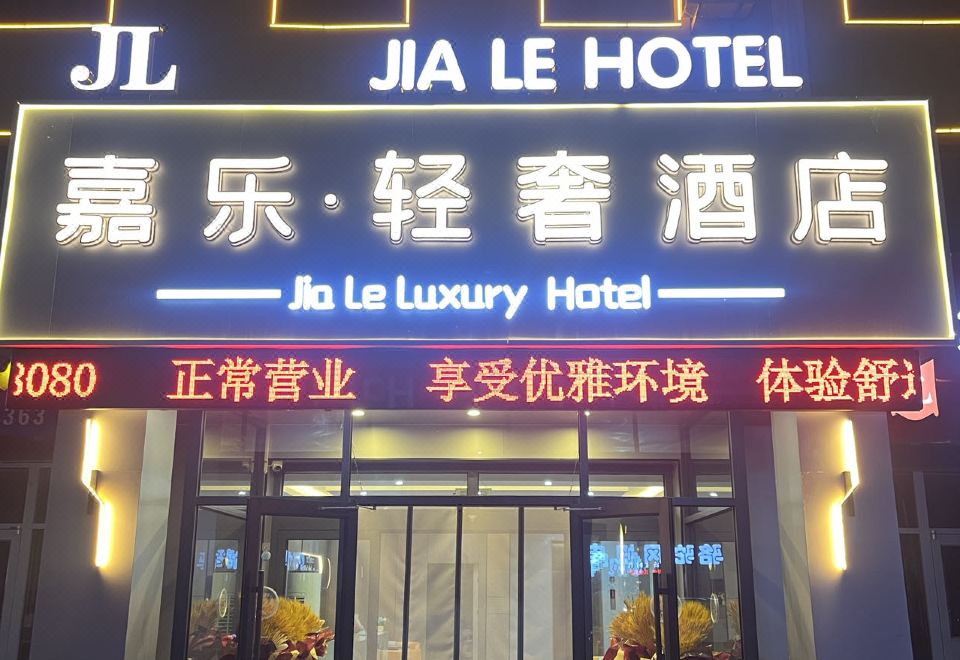 JL JIA LE HOTEL
嘉乐·轻奢酒店
Jia Le Luxury Hotel
3080 正常营业 享受优雅环境 体验舒适
363